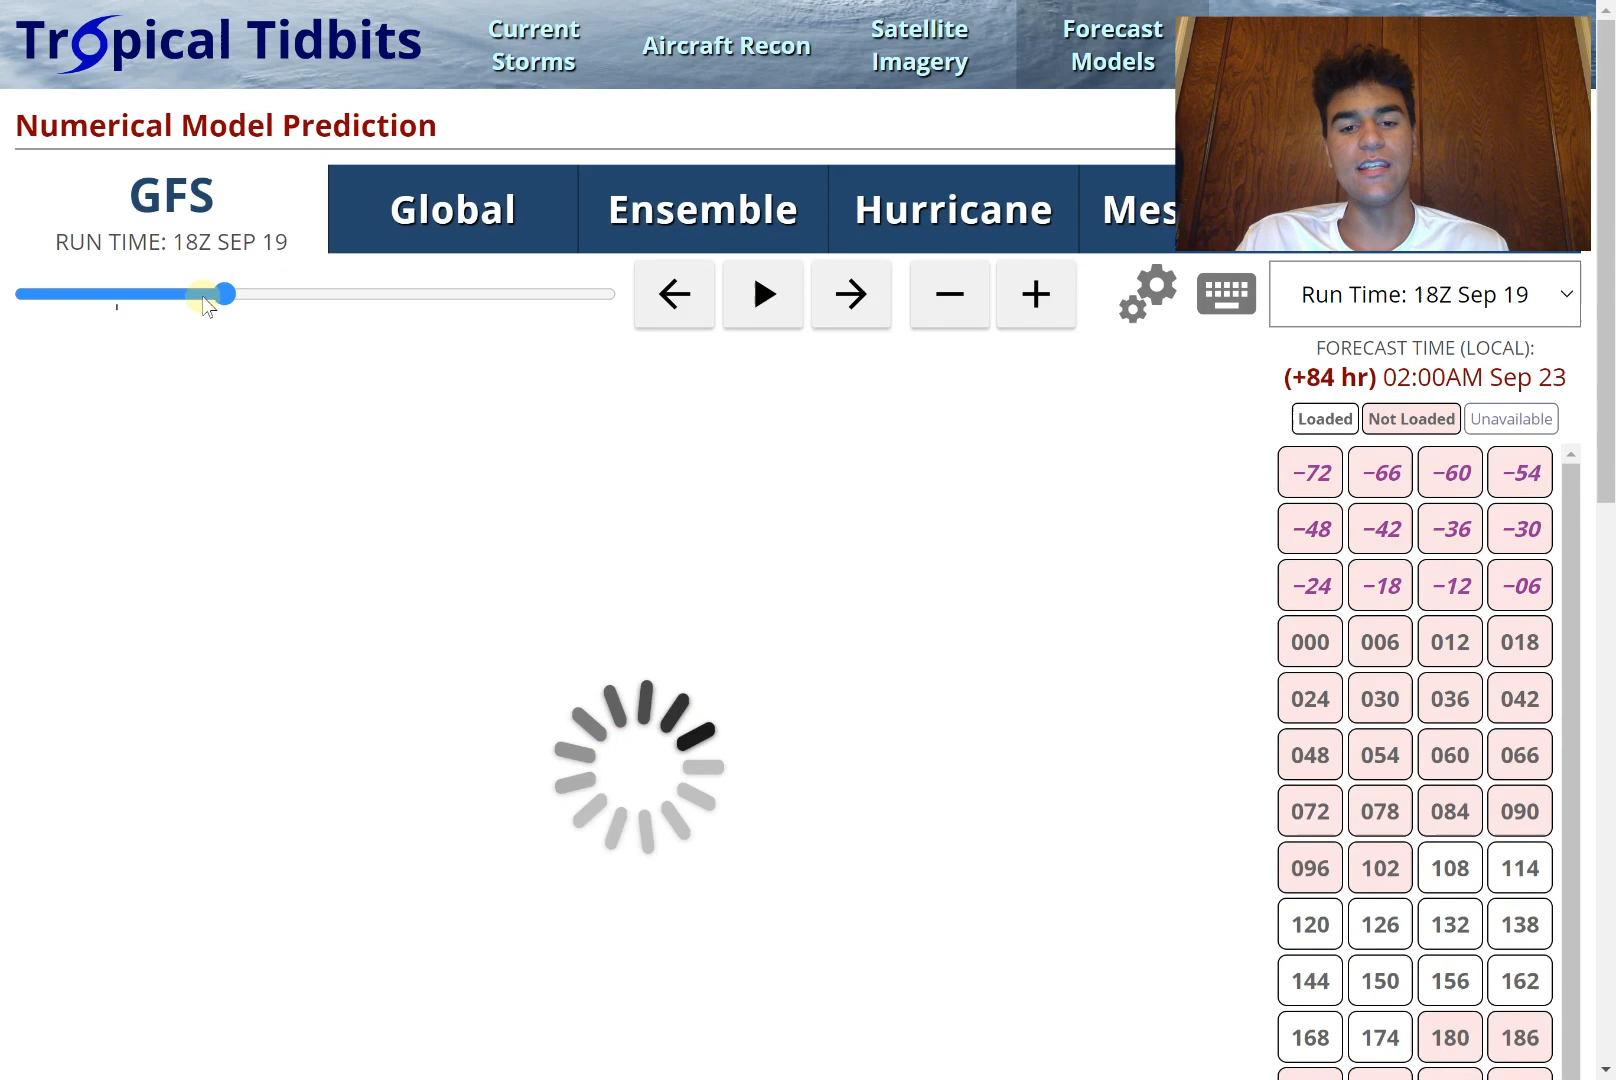 Tropical Tidbits
Current
Storms
Aircraft Recon
Satellite
Imagery
Forecast
Models
Numerical Model Prediction
GFS
RUN TIME: 18Z SEP 19
Global
Ensemble
Hurricane
Mes
Run Time: 18Z Sep 19
FORECAST TIME (LOCAL):
(+84 hr) 02:00AM Sep 23
Loaded Not Loaded Unavailable
−72 −66 −60 −54
−48 −42 −36 −30
−24 −18 −12 −06
000 006 012 018
024 030 036 042
048 054 060 066
072 078 084 090
096 102 108 114
120 126 132 138
144 150 156 162
168 174 180 186